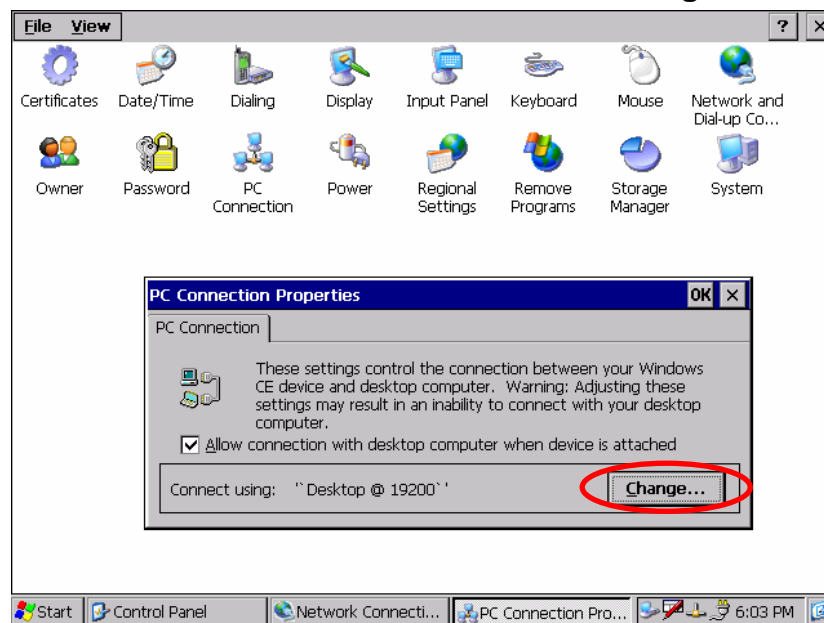 File View ? ×
Certificates Date/Time Dialing Display Input Panel Keyboard Mouse Network and
Dial-up Co...
Owner Password PC Connection Power Regional Settings Remove Programs Storage Manager System
PC Connection Properties OK ×
PC Connection
These settings control the connection between your Windows
CE device and desktop computer. Warning: Adjusting these
settings may result in an inability to connect with your desktop
computer.
Allow connection with desktop computer when device is attached
Connect using: '`Desktop @ 19200`' Change...
Start Control Panel Network Connecti... PC Connection Pro... 6:03 PM